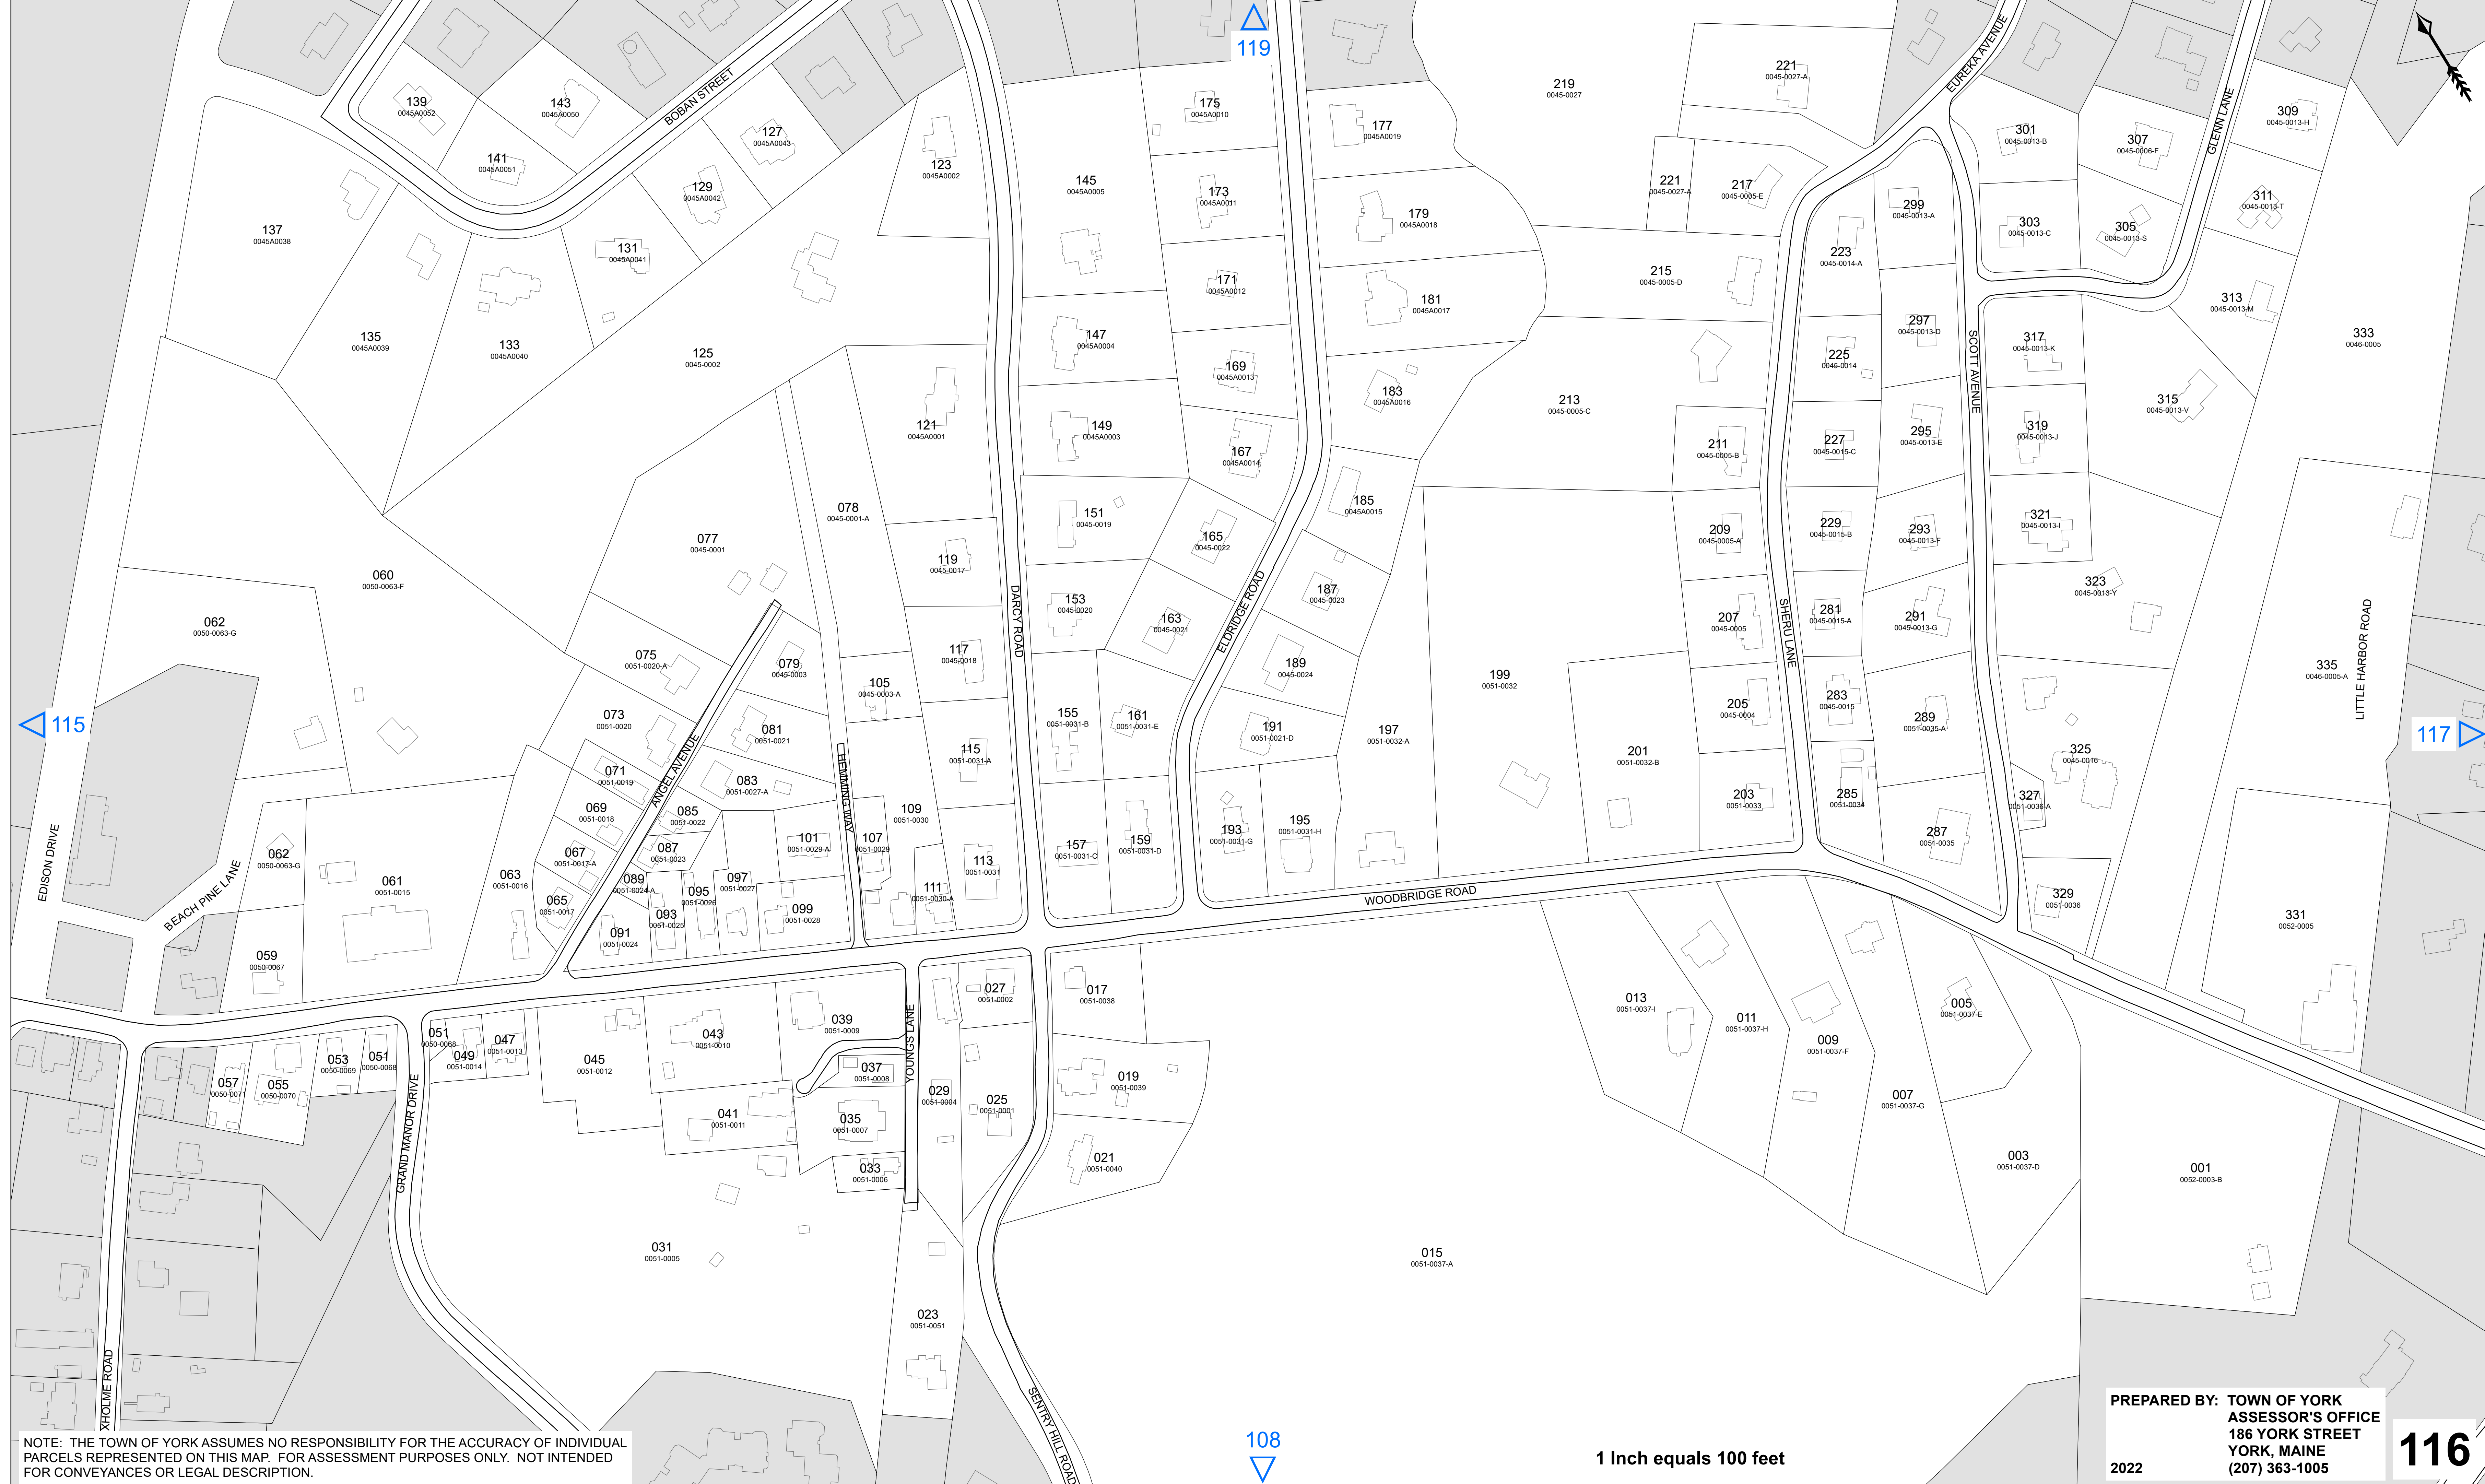 119
139
0045A0052
143
0045A0050
141
0045A0051
BOBAN STREET
127
0045A0043
129
0045A0042
131
0045A0041
123
0045A0002
137
0045A0038
135
0045A0039
133
0045A0040
125
0045-0002
145
0045A0005
147
0045A0004
149
0045A0003
151
0045-0019
153
0045-0020
155
0051-0031-B
157
0051-0031-C
159
0051-0031-D
161
0051-0031-E
163
0045-0021
165
0045-0022
167
0045A0014
169
0045A0013
171
0045A0012
173
0045A0011
175
0045A0010
177
0045A0019
179
0045A0018
181
0045A0017
183
0045A0016
185
0045A0015
187
0045-0023
189
0045-0024
191
0051-0021-D
193
0051-0031-G
195
0051-0031-H
197
0051-0032-A
199
0051-0032
201
0051-0032-B
203
0051-0033
205
0045-0004
207
0045-0005
209
0045-0005-A
211
0045-0005-B
213
0045-0005-C
215
0045-0005-D
217
0045-0005-E
221
0045-0027-A
219
0045-0027
221
0045-0027-A
EUREKA AVENUE
GLENN LANE
SCOTT AVENUE
SHERU LANE
ELDRIDGE ROAD
DARCY ROAD
WOODBRIDGE ROAD
LITTLE HARBOR ROAD
223
0045-0014-A
225
0045-0014
227
0045-0015-C
229
0045-0015-B
281
0045-0015-A
283
0045-0015
285
0051-0034
287
0051-0035
289
0051-0035-A
291
0045-0013-G
293
0045-0013-F
295
0045-0013-E
297
0045-0013-D
299
0045-0013-A
301
0045-0013-B
303
0045-0013-C
305
0045-0013-S
307
0045-0006-F
309
0045-0013-H
311
0045-0013-T
313
0045-0013-M
315
0045-0013-V
317
0045-0013-K
319
0045-0013-J
321
0045-0013-I
323
0045-0013-Y
325
0045-0016
327
0051-0036-A
329
0051-0036
331
0052-0005
333
0046-0005
335
0046-0005-A
117
115
121
0045A0001
119
0045-0017
117
0045-0018
115
0051-0031-A
113
0051-0031
111
0051-0030-A
109
0051-0030
107
0051-0029
105
0045-0003-A
078
0045-0001-A
077
0045-0001
079
0045-0003
081
0051-0021
083
0051-0027-A
085
0051-0022
087
0051-0023
089
0051-0024-A
091
0051-0024
093
0051-0025
095
0051-0026
097
0051-0027
099
0051-0028
101
0051-0029-A
HEMMING WAY
ANGEL AVENUE
075
0051-0020-A
073
0051-0020
071
0051-0019
069
0051-0018
067
0051-0017-A
065
0051-0017
063
0051-0016
061
0051-0015
060
0050-0063-F
062
0050-0063-G
062
0050-0063-G
059
0050-0067
EDISON DRIVE
BEACH PINE LANE
057
0050-0071
055
0050-0070
053
0050-0069
051
0050-0068
051
0050-0068
049
0051-0014
047
0051-0013
045
0051-0012
043
0051-0010
041
0051-0011
039
0051-0009
037
0051-0008
035
0051-0007
033
0051-0006
031
0051-0005
029
0051-0004
027
0051-0002
025
0051-0001
023
0051-0051
021
0051-0040
019
0051-0039
017
0051-0038
015
0051-0037-A
013
0051-0037-I
011
0051-0037-H
009
0051-0037-F
007
0051-0037-G
005
0051-0037-E
003
0051-0037-D
001
0052-0003-B
YOUNGS LANE
GRAND MANOR DRIVE
XHOLME ROAD
SENTRY HILL ROAD
108
NOTE: THE TOWN OF YORK ASSUMES NO RESPONSIBILITY FOR THE ACCURACY OF INDIVIDUAL
PARCELS REPRESENTED ON THIS MAP. FOR ASSESSMENT PURPOSES ONLY. NOT INTENDED
FOR CONVEYANCES OR LEGAL DESCRIPTION.
1 Inch equals 100 feet
PREPARED BY: TOWN OF YORK
ASSESSOR'S OFFICE
186 YORK STREET
YORK, MAINE
2022 (207) 363-1005
116